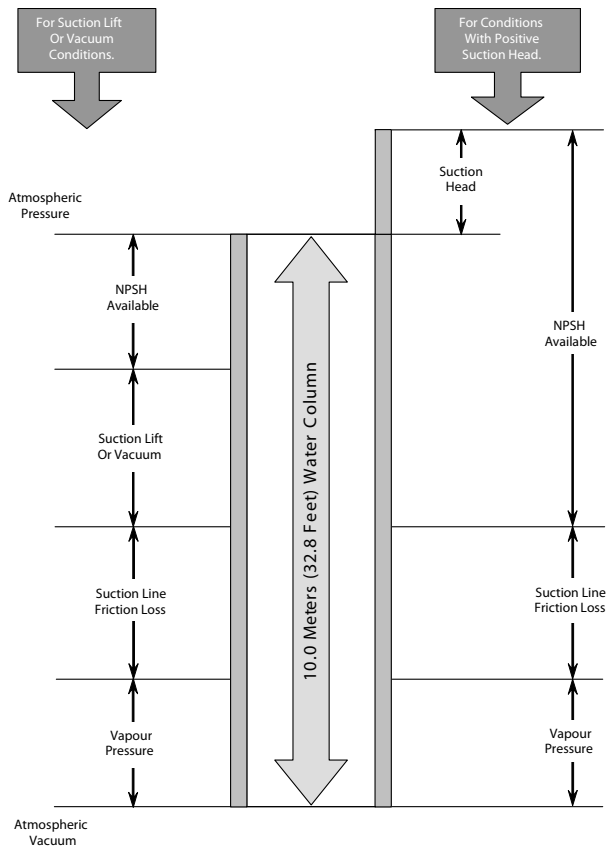 For Suction Lift
Or Vacuum
Conditions.
For Conditions
With Positive
Suction Head.
Suction
Head
Atmospheric
Pressure
NPSH
Available
NPSH
Available
Suction Lift
Or Vacuum
10.0 Meters (32.8 Feet) Water Column
Suction Line
Friction Loss
Suction Line
Friction Loss
Vapour
Pressure
Vapour
Pressure
Atmospheric
Vacuum